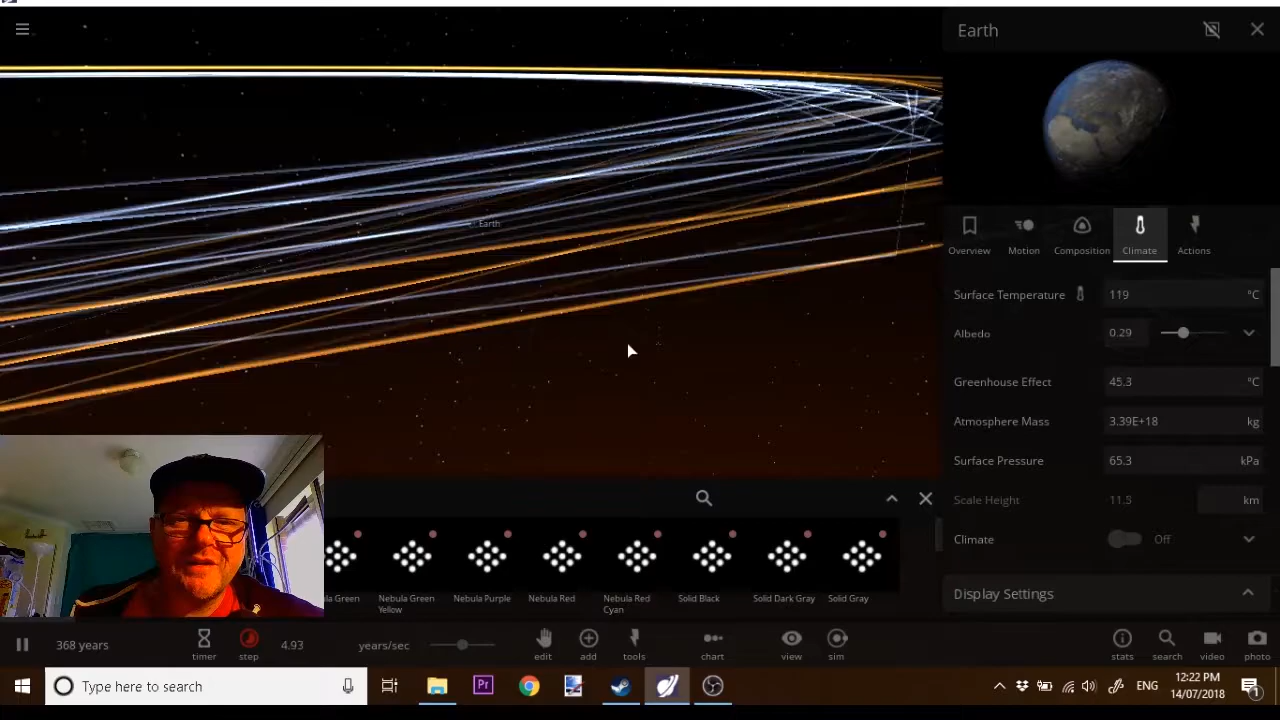 Earth
Earth
Overview
Motion
Composition
Climate
Actions
Surface Temperature 119 °C
Albedo 0.29
Greenhouse Effect 45.3 °C
Atmosphere Mass 3.39E+18 kg
Surface Pressure 65.3 kPa
Scale Height 11.5 km
Climate Off
Display Settings
ula Green
Nebula Green
Yellow
Nebula Purple
Nebula Red
Nebula Red
Cyan
Solid Black
Solid Dark Gray
Solid Gray
368 years
timer
step
4.93 years/sec
edit
add
tools
chart
view
sim
stats
search
video
photo
Type here to search
Pr
ENG
12:22 PM
14/07/2018
1